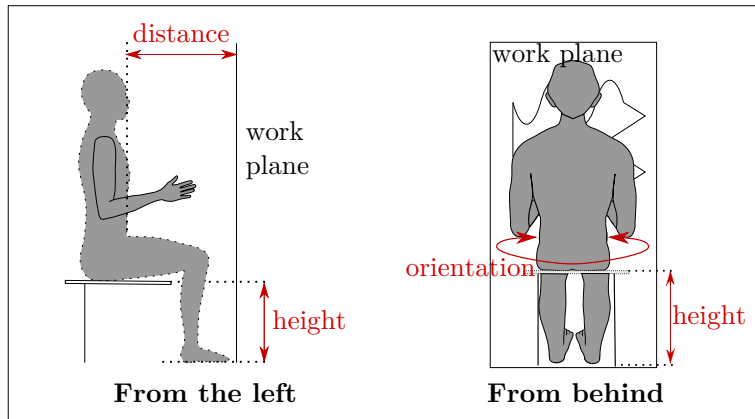 distance
work
plane
height
From the left
work plane
orientation
height
From behind